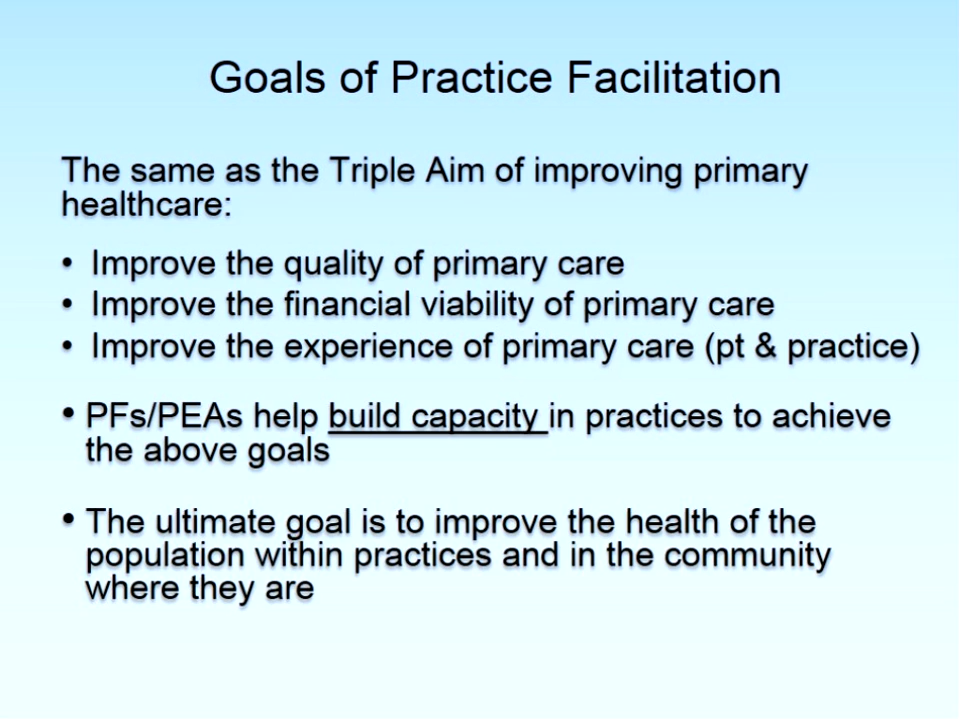 Goals of Practice Facilitation
The same as the Triple Aim of improving primary
healthcare:
• Improve the quality of primary care
• Improve the financial viability of primary care
• Improve the experience of primary care (pt & practice)
• PFs/PEAs help build capacity in practices to achieve
the above goals
• The ultimate goal is to improve the health of the
population within practices and in the community
where they are